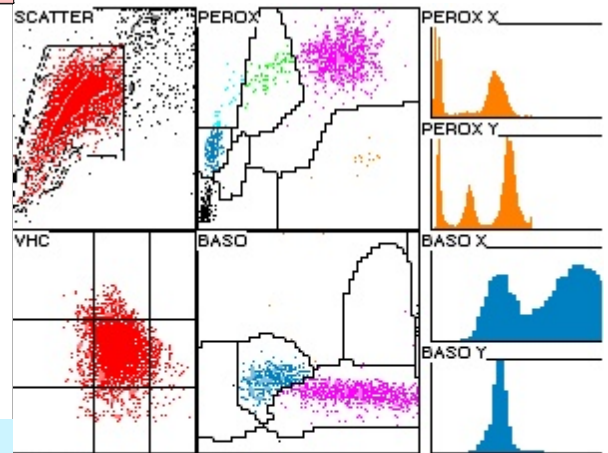 SCATTER
PEROX
PEROX X
PEROX Y
VHC
BASO
BASO X
BASO Y